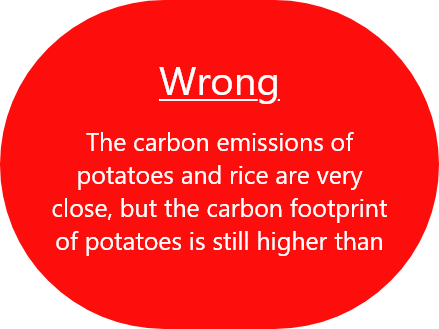 Wrong
The carbon emissions of
potatoes and rice are very
close, but the carbon footprint
of potatoes is still higher than